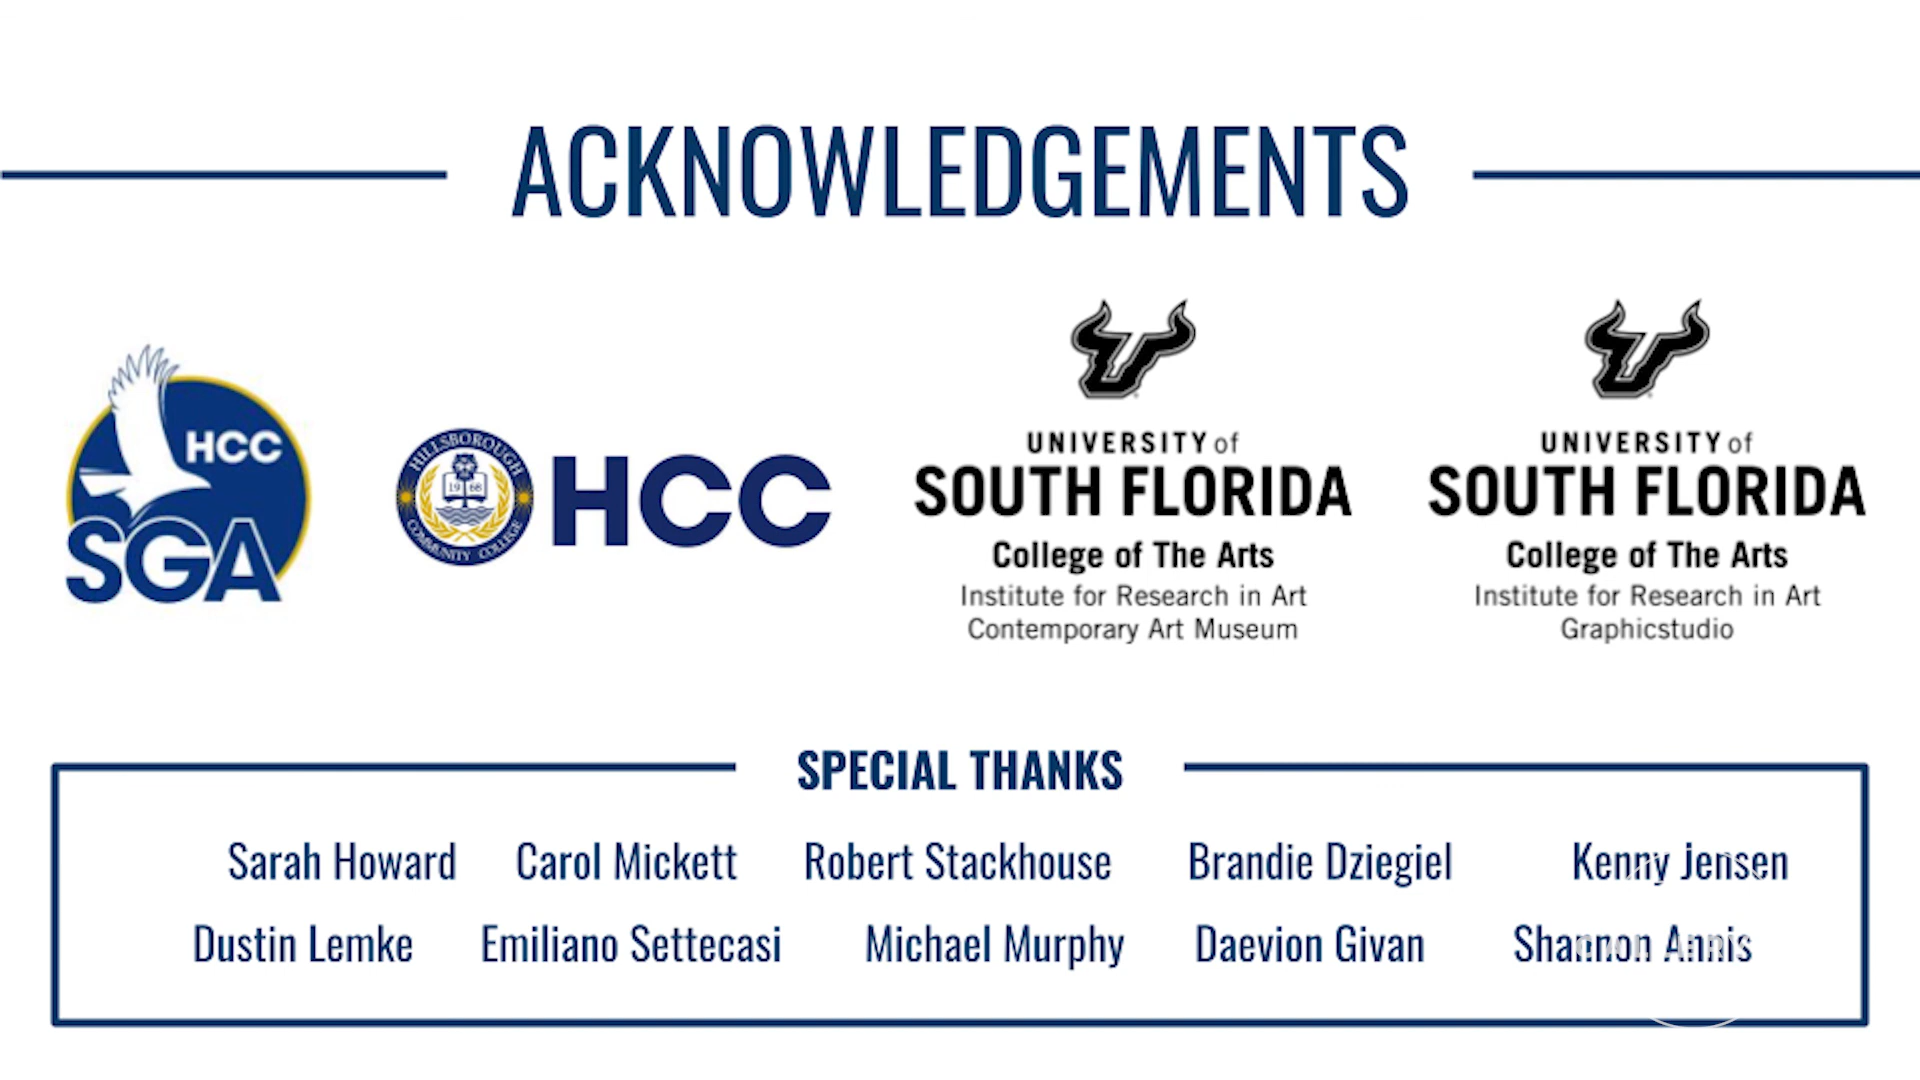 ACKNOWLEDGEMENTS
HCC
SGA
HILLSBOROUGH
1968
COMMUNITY COLLEGE
HCC
UNIVERSITY of
SOUTH FLORIDA
College of The Arts
Institute for Research in Art
Contemporary Art Museum
UNIVERSITY of
SOUTH FLORIDA
College of The Arts
Institute for Research in Art
Graphicstudio
SPECIAL THANKS
Sarah Howard Carol Mickett Robert Stackhouse Brandie Dziegiel Kenny Jensen
Dustin Lemke Emiliano Settecasi Michael Murphy Daevion Givan Shannon Annis